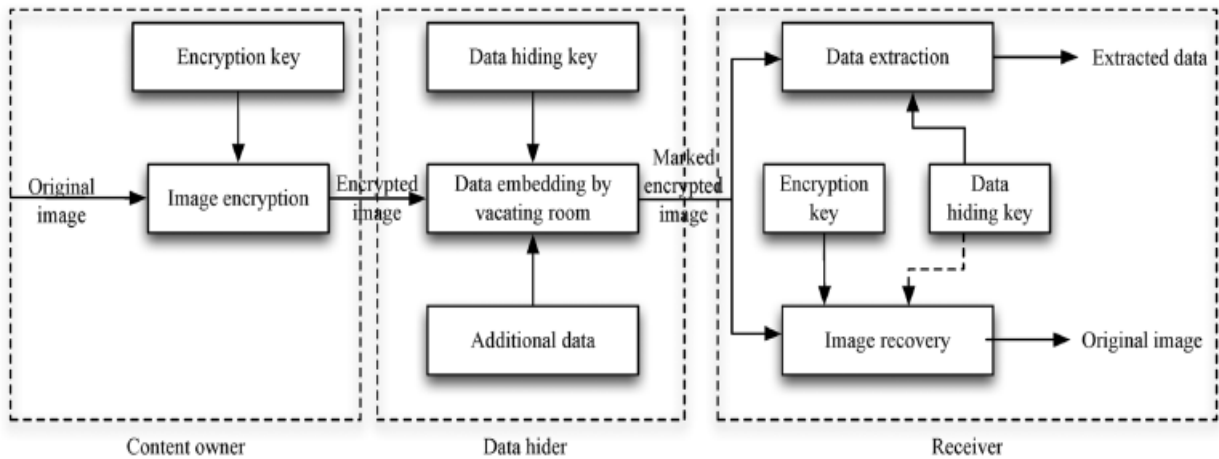 Encryption key
Original
image
Image encryption
Encrypted
image
Content owner
Data hiding key
Data embedding by
vacating room
Additional data
Marked
encrypted
image
Data hider
Data extraction
Extracted data
Encryption
key
Data
hiding key
Image recovery
Original image
Receiver